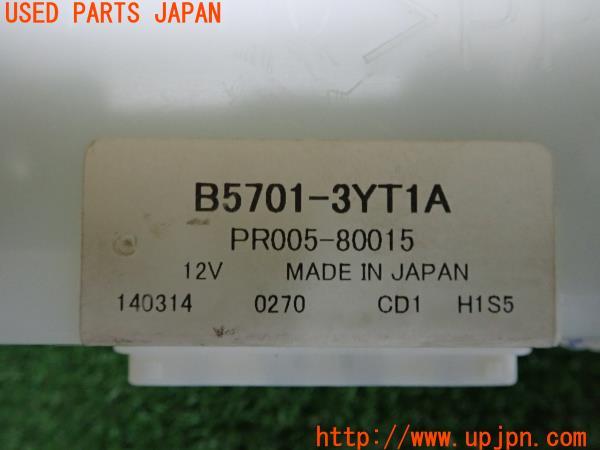 USED PARTS JAPAN
B5701-3YT1A
PR005-80015
12V MADE IN JAPAN
140314 0270 CD1 H1S5
http://www.upjpn.com